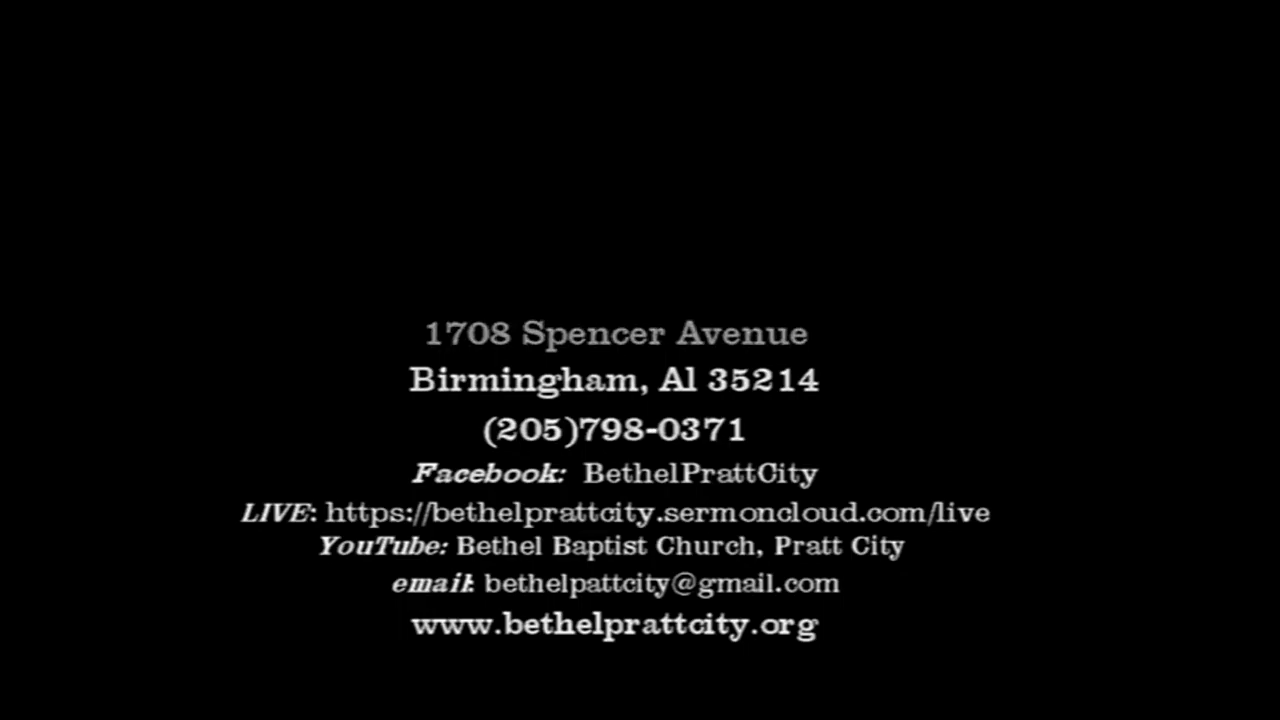 1708 Spencer Avenue
Birmingham, Al 35214
(205)798-0371
Facebook: BethelPrattCity
LIVE: https://bethelprattcity.sermoncloud.com/live
YouTube: Bethel Baptist Church, Pratt City
email: bethelpattcity@gmail.com
www.bethelprattcity.org